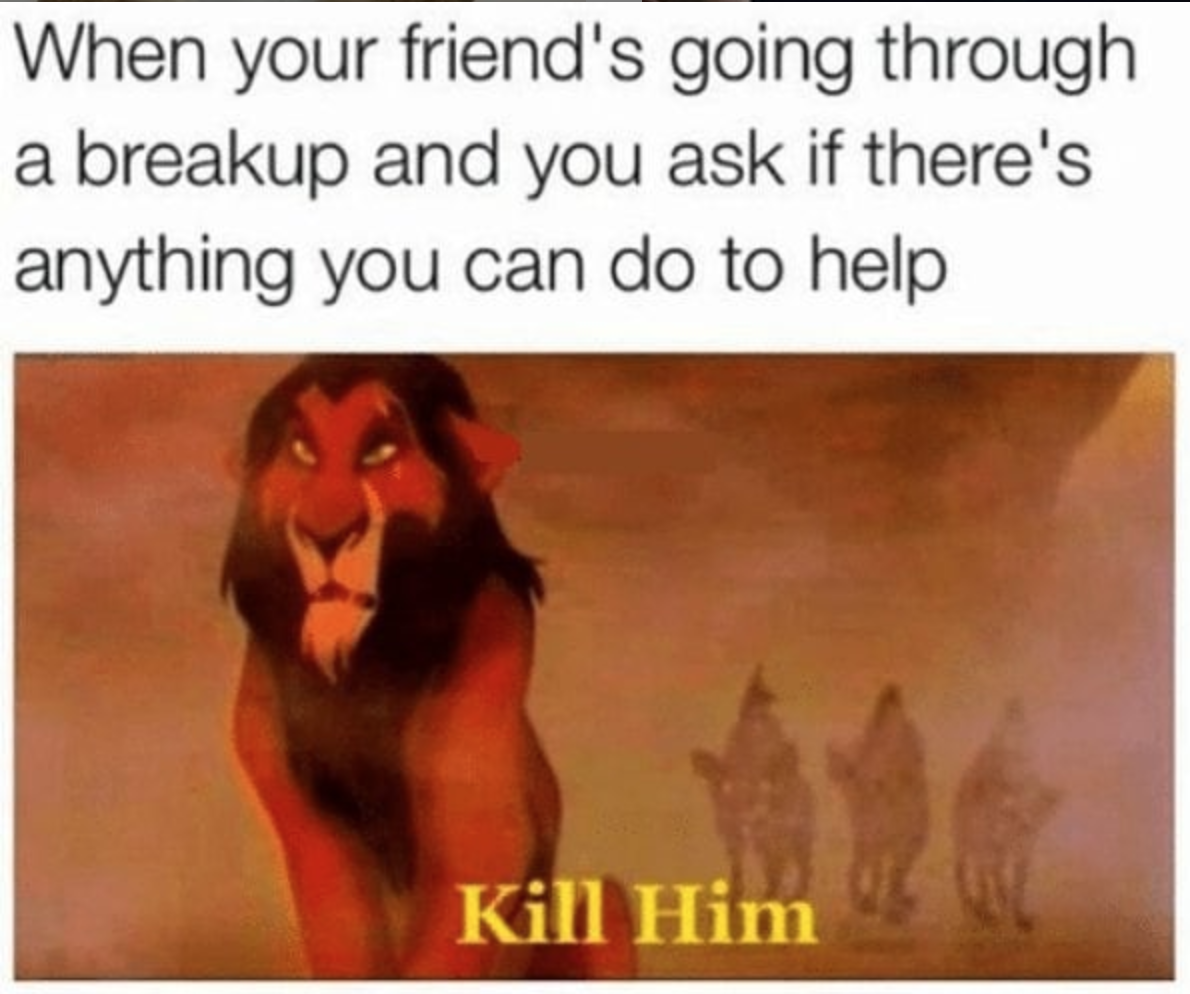 When your friend's going through
a breakup and you ask if there's
anything you can do to help
Kill Him